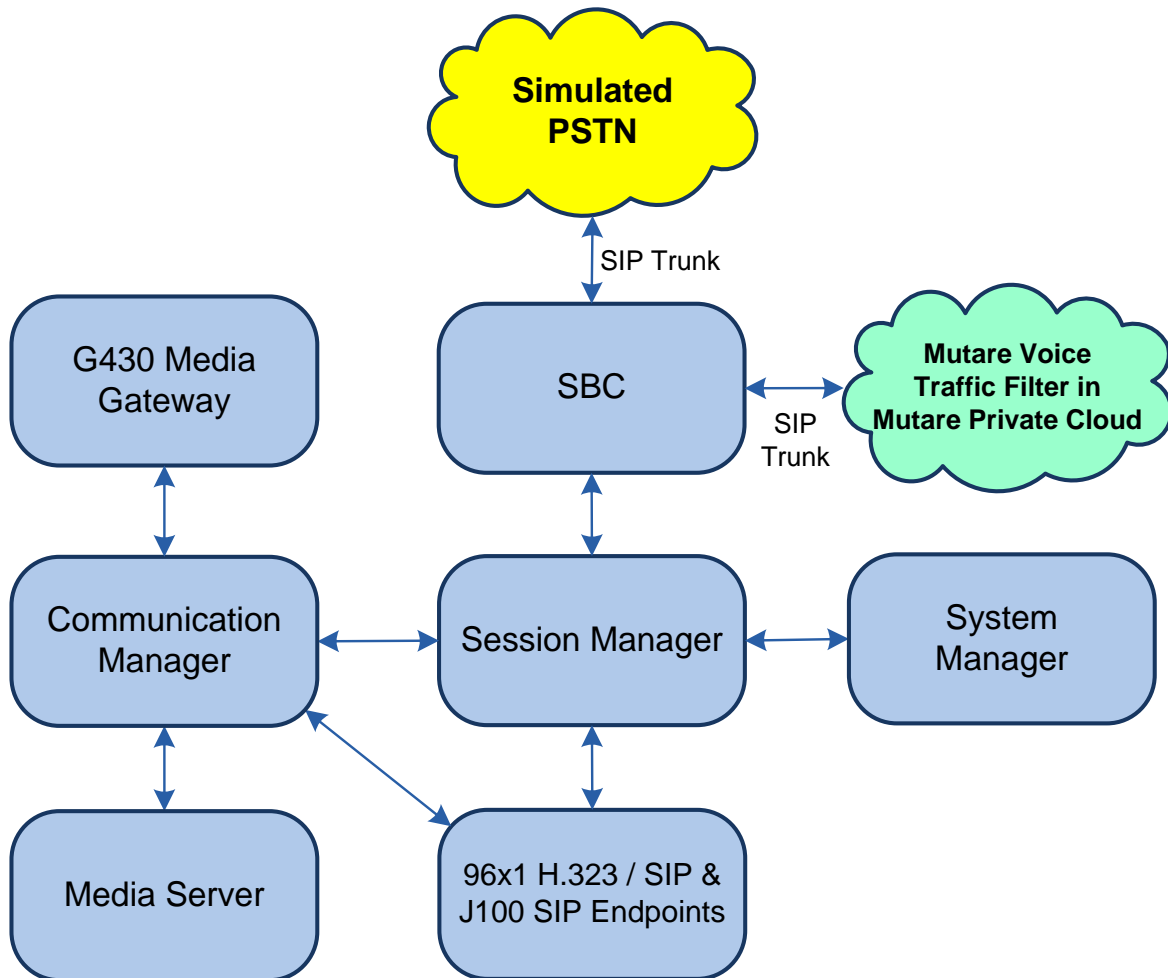 Simulated
PSTN
SIP Trunk
G430 Media
Gateway
SBC
Mutare Voice
Traffic Filter in
Mutare Private Cloud
SIP
Trunk
Communication
Manager
Session Manager
System
Manager
Media Server
96x1 H.323 / SIP &
J100 SIP Endpoints